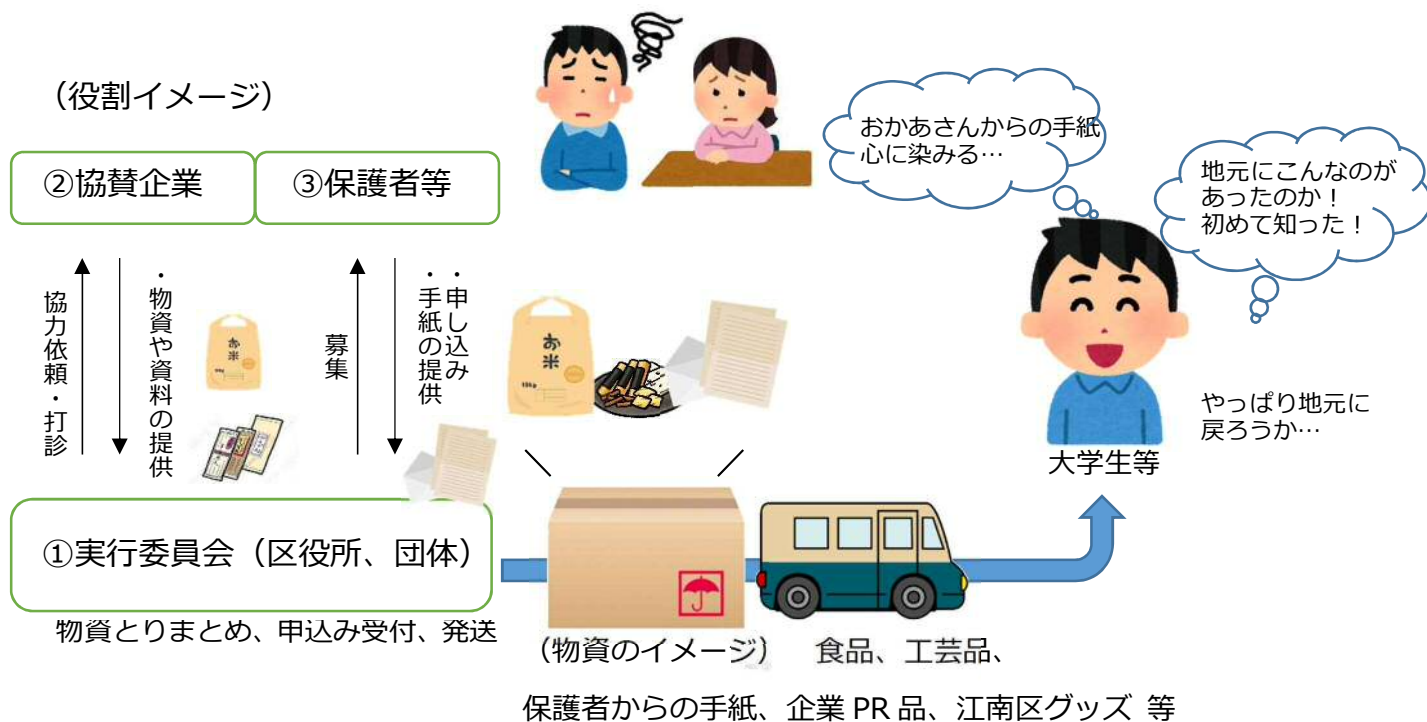 （役割イメージ）
②協賛企業
③保護者等
協力依頼・打診
・物資や資料の提供
募集
・申し込み
・手紙の提供
お米
お米
10kg
①実行委員会（区役所、団体）
物資とりまとめ、申込み受付、発送
（物資のイメージ）　食品、工芸品、
保護者からの手紙、企業 PR 品、江南区グッズ 等
おかあさんからの手紙
心に染みる…
地元にこんなのが
あったのか！
初めて知った！
やっぱり地元に
戻ろうか…
大学生等